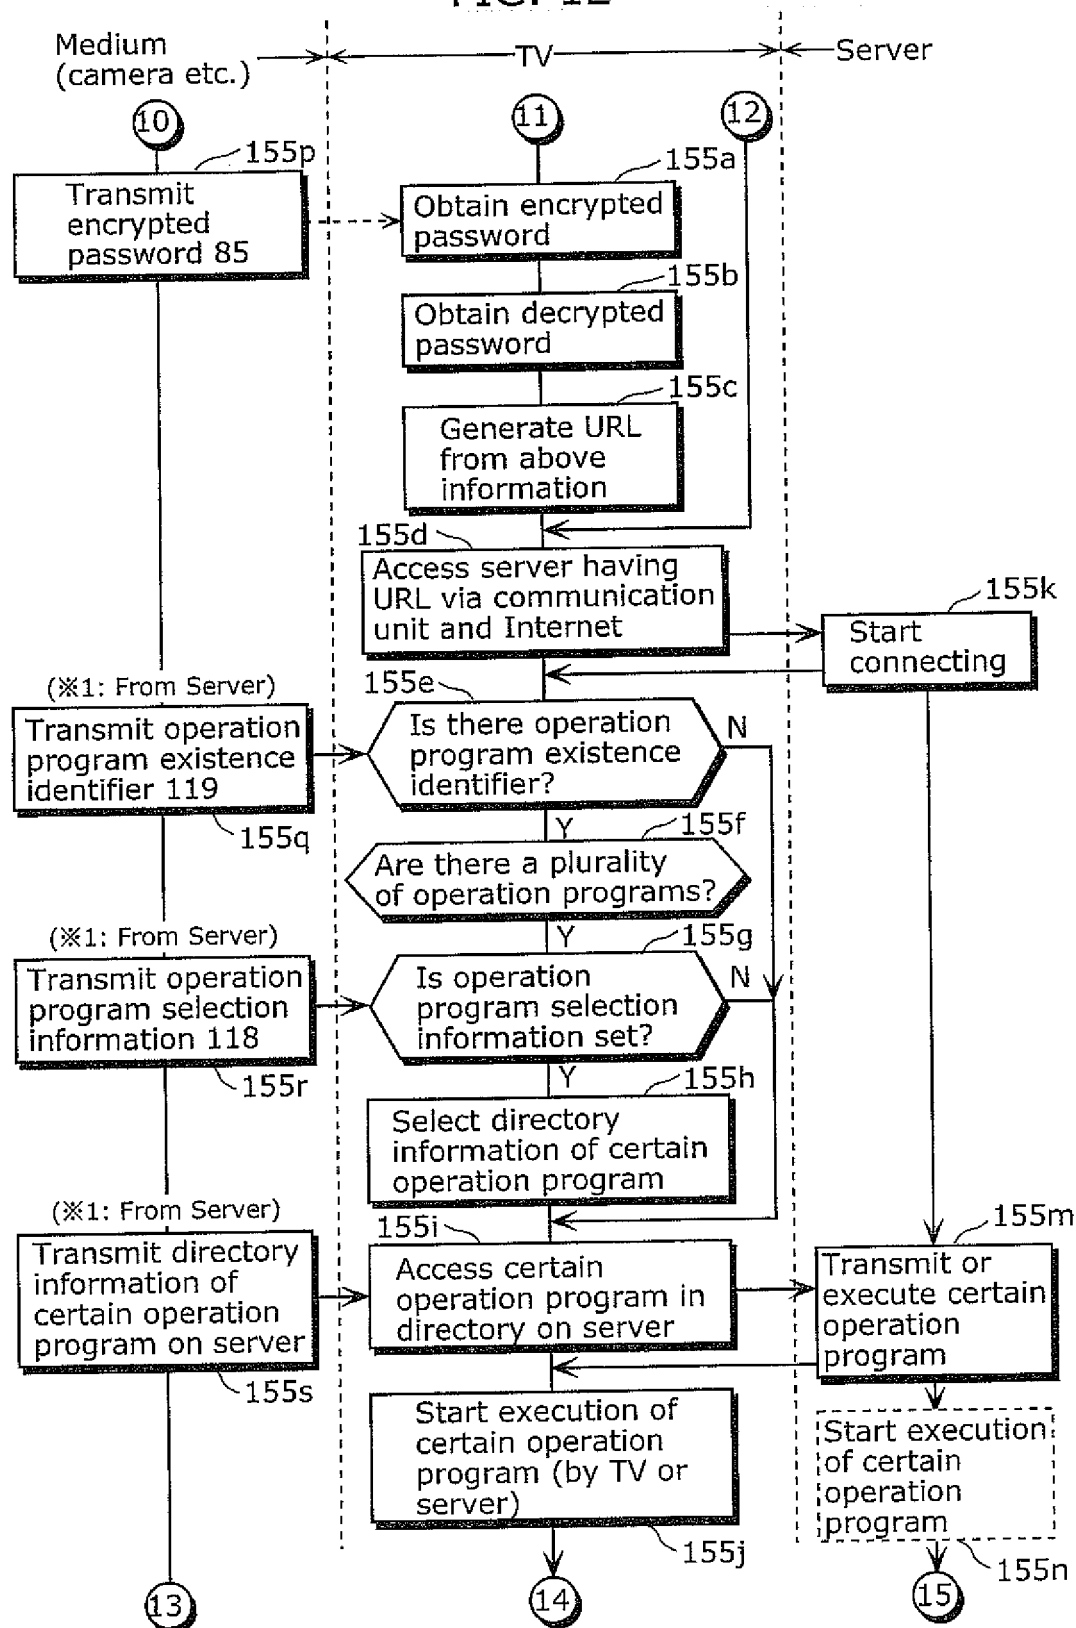 FIG. 12
Medium
(camera etc.)
TV
Server
10
11
12
155p
Transmit
encrypted
password 85
155a
Obtain encrypted
password
155b
Obtain decrypted
password
155c
Generate URL
from above
information
155d
Access server having
URL via communication
unit and Internet
155k
Start
connecting
(※1: From Server)
155e
Transmit operation
program existence
identifier 119
155q
Is there operation
program existence
identifier?
N
Y
155f
Are there a plurality
of operation programs?
Y
(※1: From Server)
155g
Transmit operation
program selection
information 118
155r
Is operation
program selection
information set?
N
Y
155h
Select directory
information of certain
operation program
(※1: From Server)
155i
155m
Transmit directory
information of
certain operation
program on server
155s
Access certain
operation program in
directory on server
Transmit or
execute certain
operation
program
Start execution of
certain operation
program (by TV or
server)
155j
Start execution
of certain
operation
program
155n
13
14
15